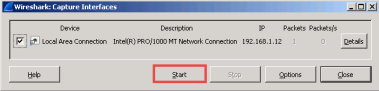 Wireshark: Capture Interfaces
Device Description IP Packets Packets/s
Local Area Connection Intel(R) PRO/1000 MT Network Connection 192.168.1.12 1 0 Details
Help Start Stop Options Close